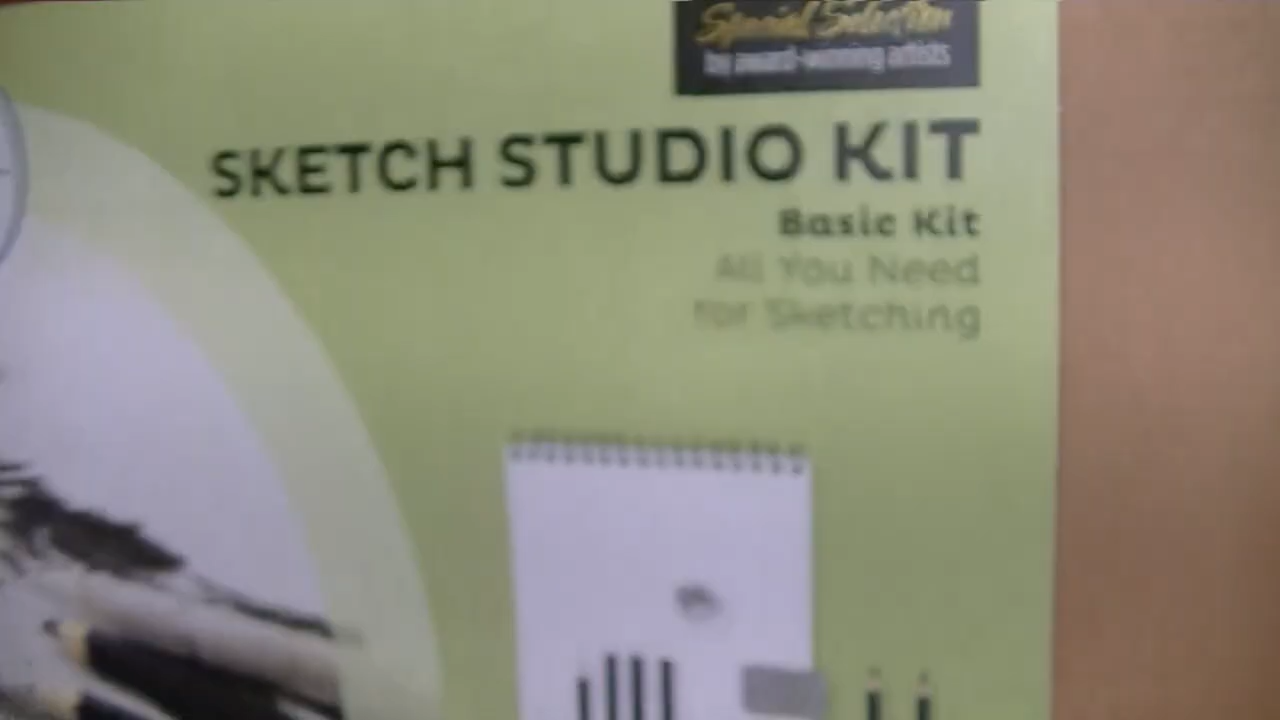 Special Selection
by award-winning artists
SKETCH STUDIO KIT
Basic Kit
All You Need
for Sketching